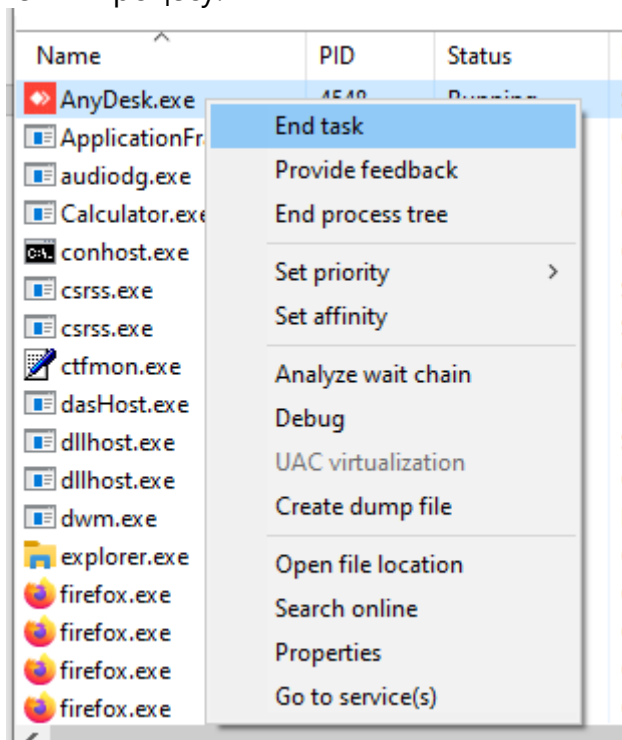 Name PID Status
AnyDesk.exe 4548 Running
ApplicationFr
audiodg.exe
Calculator.exe
conhost.exe
csrss.exe
csrss.exe
ctfmon.exe
dasHost.exe
dllhost.exe
dllhost.exe
dwm.exe
explorer.exe
firefox.exe
firefox.exe
firefox.exe
firefox.exe
End task
Provide feedback
End process tree
Set priority
Set affinity
Analyze wait chain
Debug
UAC virtualization
Create dump file
Open file location
Search online
Properties
Go to service(s)